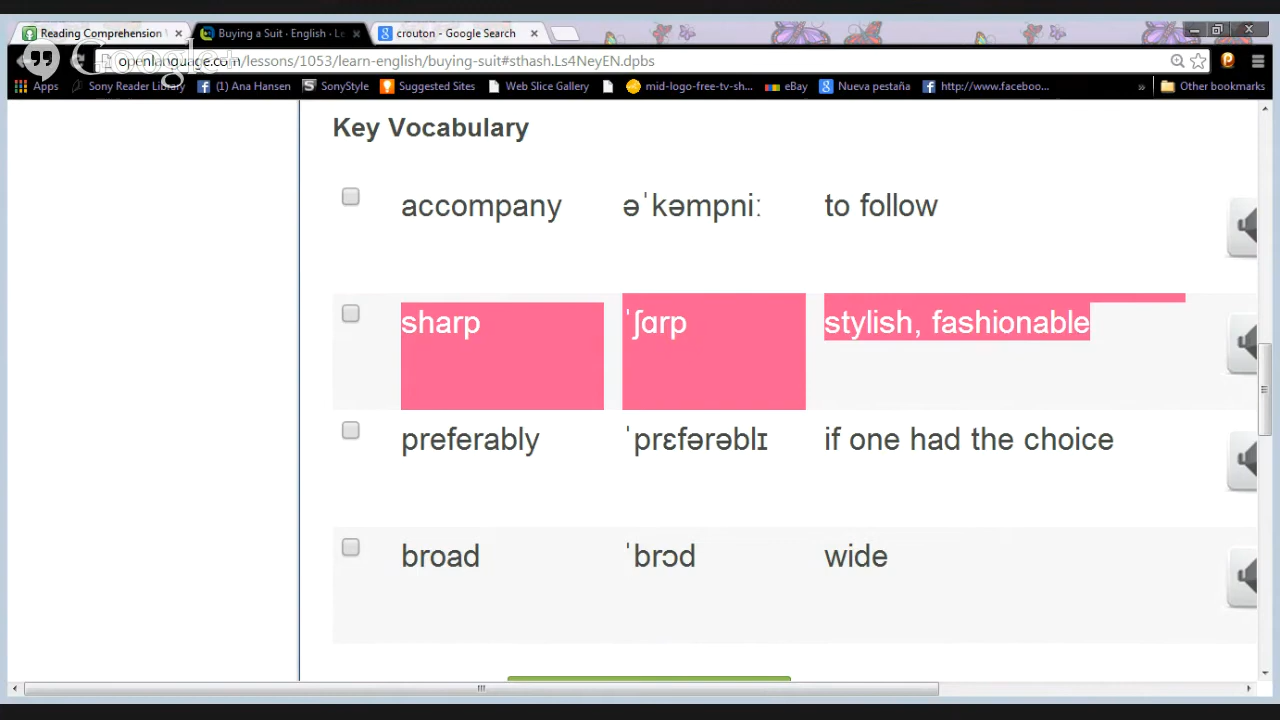 Reading Comprehension
Buying a Suit · English · Le
crouton - Google Search
Google+
openlanguage.com/lessons/1053/learn-english/buying-suit#sthash.
4NeyEN.dpbs
Apps
Sony Reader Library
(1) Ana Hansen
SonyStyle
Suggested Sites
Web Slice Gallery
mid-logo-free-tv-sh...
eBay
Nueva pestaña
http://www.faceboo...
»
Other bookmarks
Key Vocabulary
accompany əˈkəmpniː to follow
sharp ˈʃɑrp stylish, fashionable
preferably ˈprɛfərəblɪ if one had the choice
broad ˈbrɔd wide